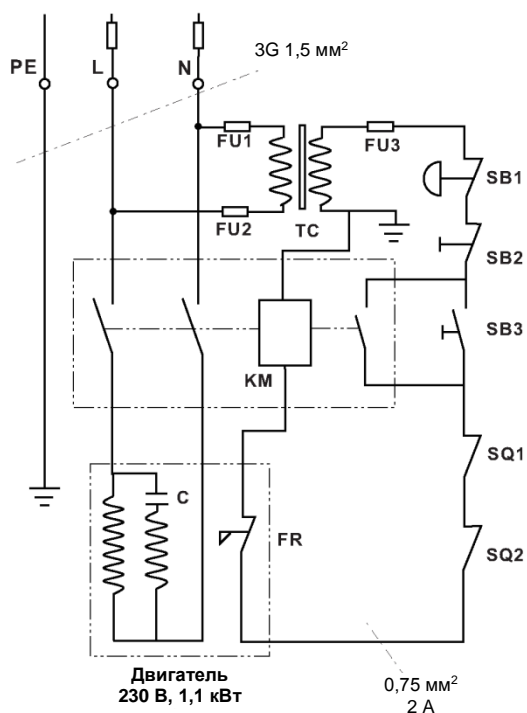 3G 1,5 мм²
PE
L
N
FU1
FU3
SB1
FU2
TC
SB2
SB3
KM
SQ1
C
FR
SQ2
Двигатель
230 В, 1,1 кВт
0,75 мм²
2 А